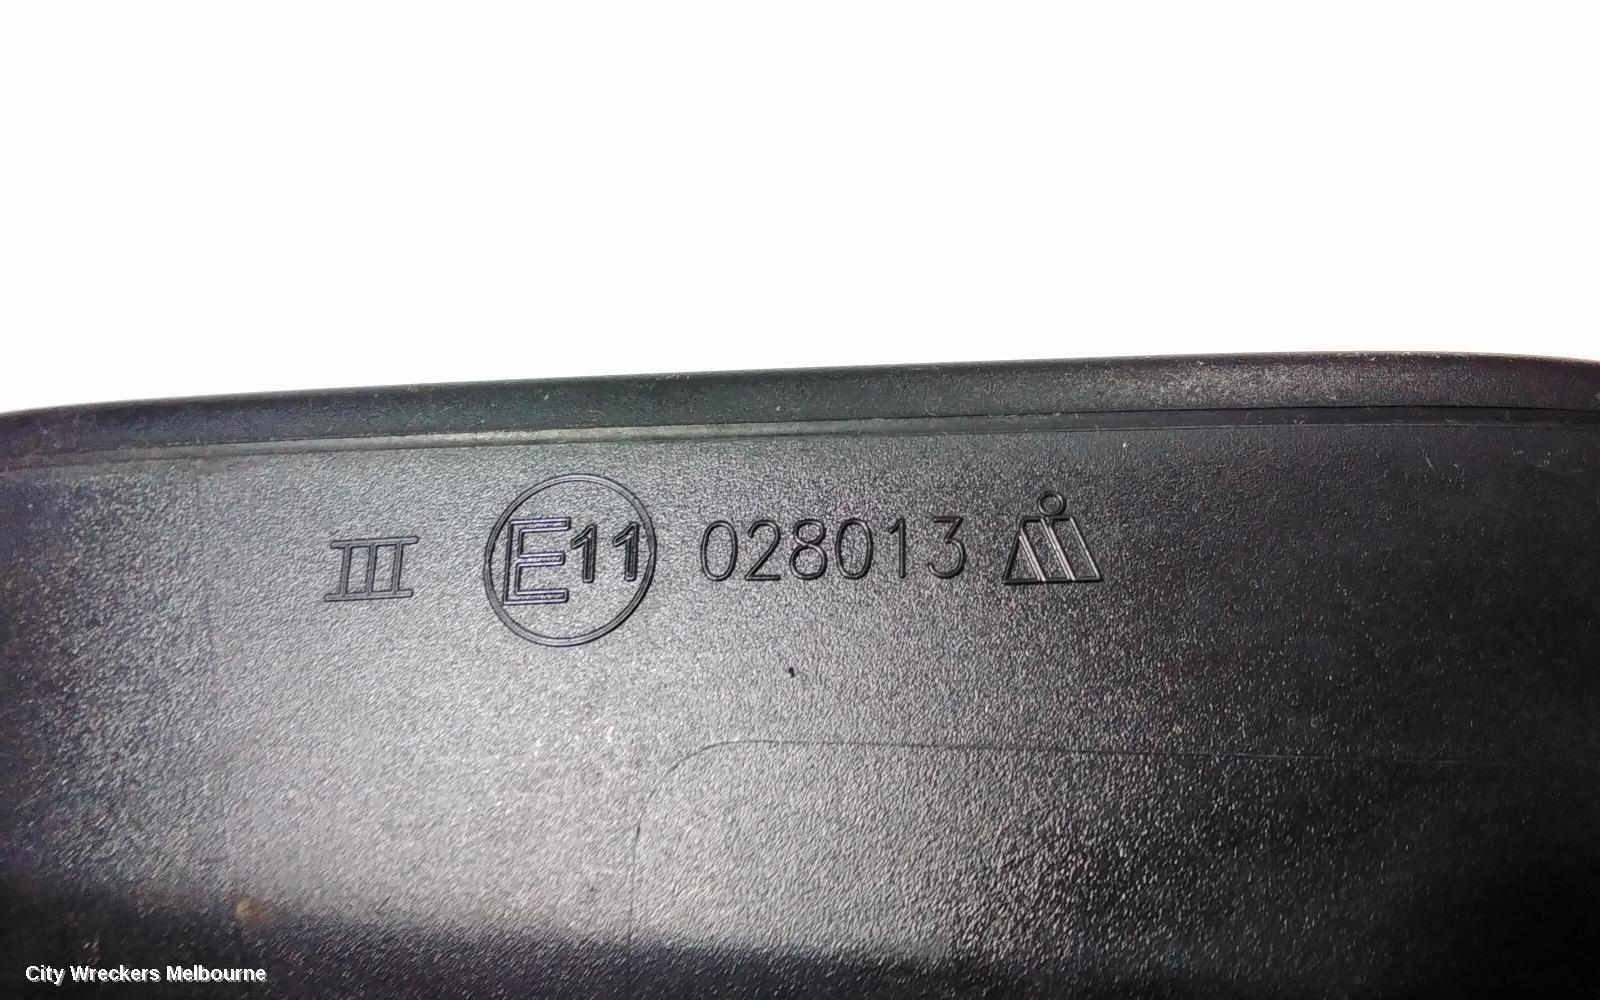 III E11 028013
City Wreckers Melbourne